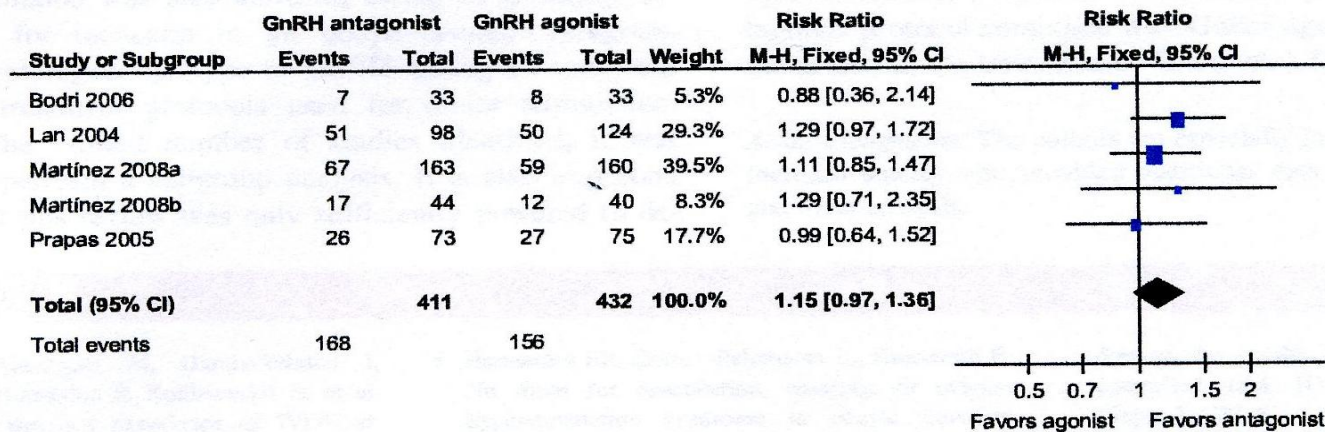 GnRH antagonist GnRH agonist Risk Ratio Risk Ratio
Study or Subgroup Events Total Events Total Weight M-H, Fixed, 95% CI M-H, Fixed, 95% CI
Bodri 2006 7 33 8 33 5.3% 0.88 [0.36, 2.14]
Lan 2004 51 98 50 124 29.3% 1.29 [0.97, 1.72]
Martínez 2008a 67 163 59 160 39.5% 1.11 [0.85, 1.47]
Martínez 2008b 17 44 12 40 8.3% 1.29 [0.71, 2.35]
Prapas 2005 26 73 27 75 17.7% 0.99 [0.64, 1.52]
Total (95% CI) 411 432 100.0% 1.15 [0.97, 1.36]
Total events 168 156
0.5 0.7 1 1.5 2
Favors agonist Favors antagonist